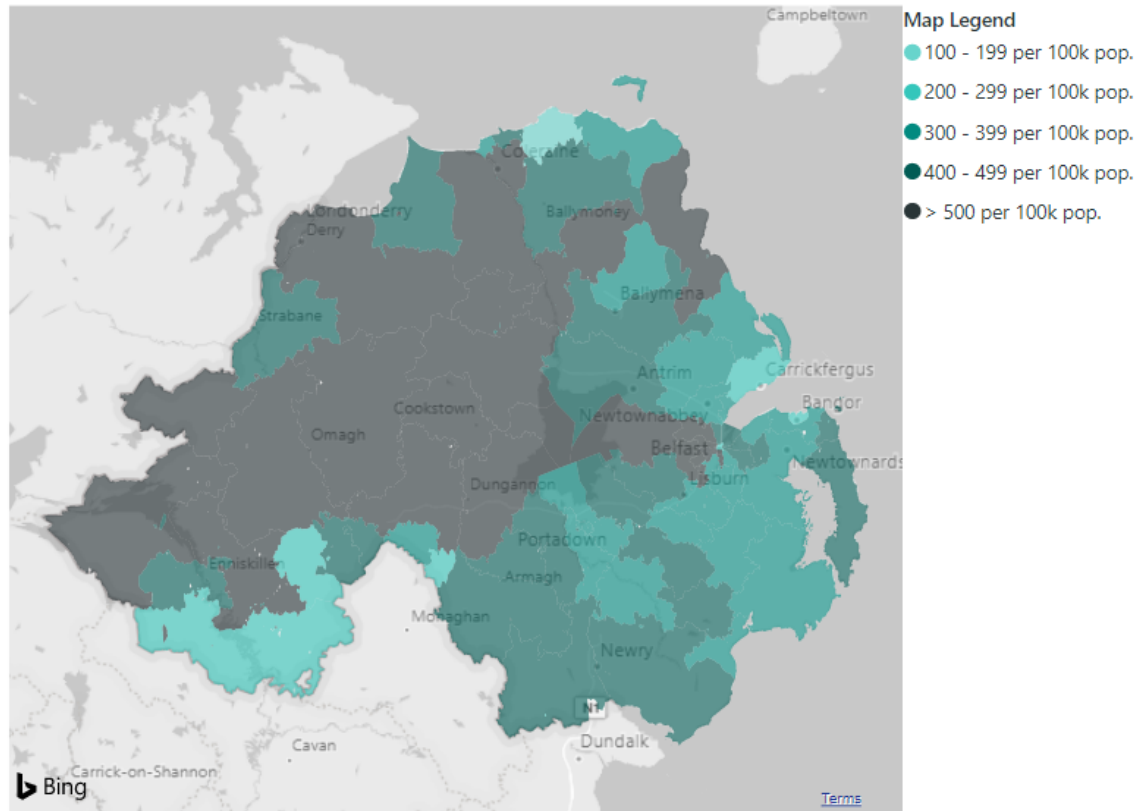 Campbeltown
Map Legend
100 - 199 per 100k pop.
200 - 299 per 100k pop.
300 - 399 per 100k pop.
400 - 499 per 100k pop.
> 500 per 100k pop.
Coleraine
Londonderry
Derry
Ballymoney
Strabane
Ballymena
Antrim
Carrickfergus
Bangor
Cookstown
Newtownabbey
Omagh
Belfast
Newtownards
Dungannon
Lisburn
Portadown
Enniskillen
Armagh
Monaghan
Newry
N1
Cavan
Dundalk
Carrick-on-Shannon
Bing
Terms